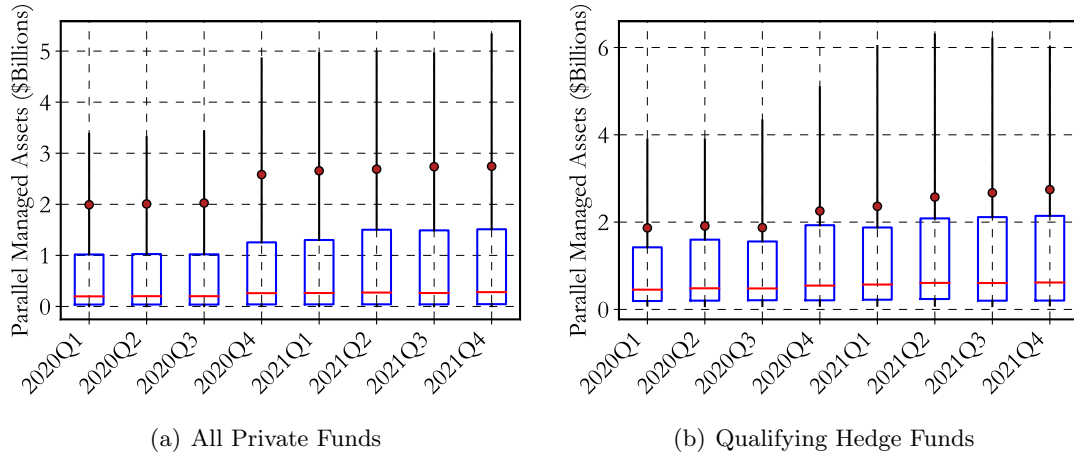 Parallel Managed Assets ($Billions)
5
4
3
2
1
0
2020Q1
2020Q2
2020Q3
2020Q4
2021Q1
2021Q2
2021Q3
2021Q4
(a) All Private Funds
Parallel Managed Assets ($Billions)
6
4
2
0
2020Q1
2020Q2
2020Q3
2020Q4
2021Q1
2021Q2
2021Q3
2021Q4
(b) Qualifying Hedge Funds